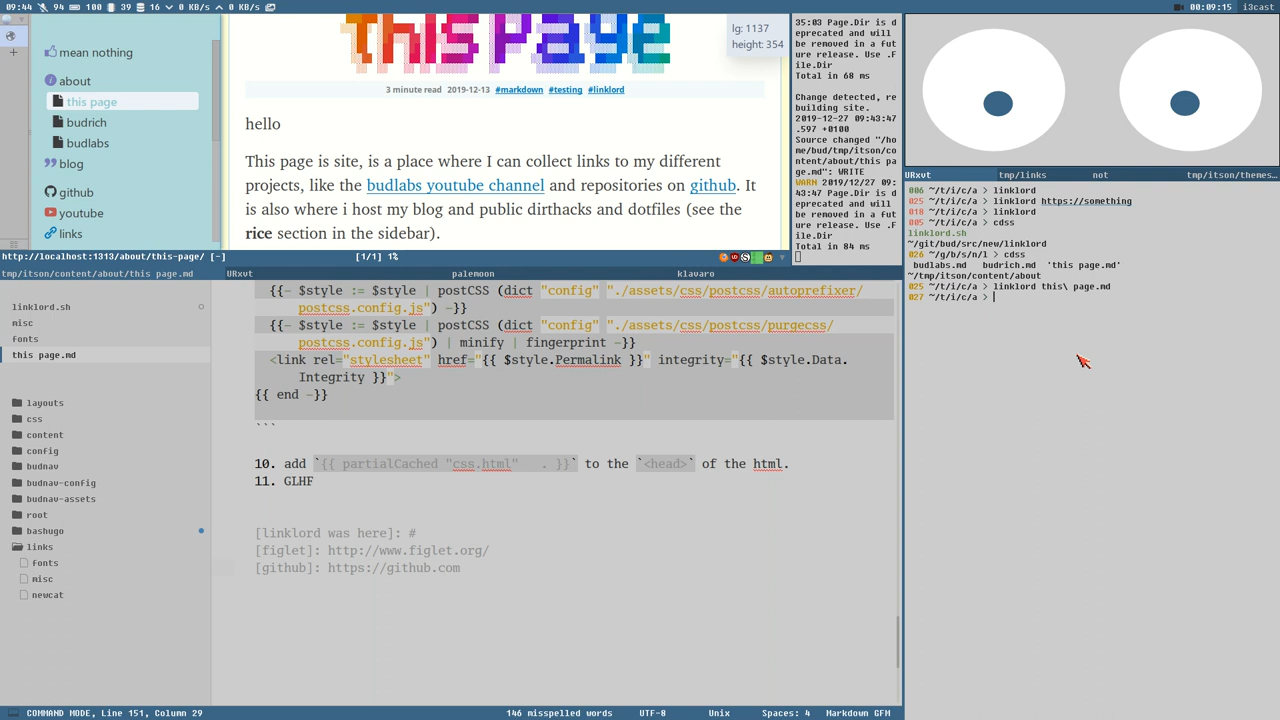 09:44 94 100 39 16 0 KB/s 0 KB/s
00:09:15 i3cast
mean nothing
about
this page
budrich
budlabs
blog
github
youtube
links
This Page
lg: 1137
height: 354
3 minute read 2019-12-13 #markdown #testing #linklord
hello
This page is site, is a place where I can collect links to my different
projects, like the budlabs youtube channel and repositories on github. It
is also where i host my blog and public dirthacks and dotfiles (see the
rice section in the sidebar).
http://localhost:1313/about/this-page/ [-] [1/1] 1%
35:03 Page.Dir is d
eprecated and will
be removed in a fut
ure release. Use .F
ile.Dir
Total in 68 ms
Change detected, re
building site.
2019-12-27 09:43:47
.597 +0100
Source changed "/ho
me/bud/tmp/itson/co
ntent/about/this pa
ge.md": WRITE
WARN 2019/12/27 09:
43:47 Page.Dir is d
eprecated and will
be removed in a fut
ure release. Use .F
ile.Dir
Total in 84 ms
URxvt tmp/links not tmp/itson/themes…
006 ~/t/i/c/a > linklord
025 ~/t/i/c/a > linklord https://something
018 ~/t/i/c/a > linklord
005 ~/t/i/c/a > cdss
linklord.sh
~/git/bud/src/new/linklord
026 ~/g/b/s/n/l > cdss
budlabs.md budrich.md 'this page.md'
~/tmp/itson/content/about
025 ~/t/i/c/a > linklord this\ page.md
027 ~/t/i/c/a >
tmp/itson/content/about/this page.md URxvt palemoon klavaro
linklord.sh
misc
fonts
this page.md
layouts
css
content
config
budnav
budnav-config
budnav-assets
root
bashugo
links
fonts
misc
newcat
{{- $style := $style | postCSS (dict "config" "./assets/css/postcss/autoprefixer/
postcss.config.js") -}}
{{- $style := $style | postCSS (dict "config" "./assets/css/postcss/purgecss/
postcss.config.js") | minify | fingerprint -}}
<link rel="stylesheet" href="{{ $style.Permalink }}" integrity="{{ $style.Data.
Integrity }}">
{{ end -}}
```
10. add `{{ partialCached "css.html" . }}` to the `<head>` of the html.
11. GLHF
[linklord was here]: #
[figlet]: http://www.figlet.org/
[github]: https://github.com
COMMAND MODE, Line 151, Column 29 146 misspelled words UTF-8 Unix Spaces: 4 Markdown GFM